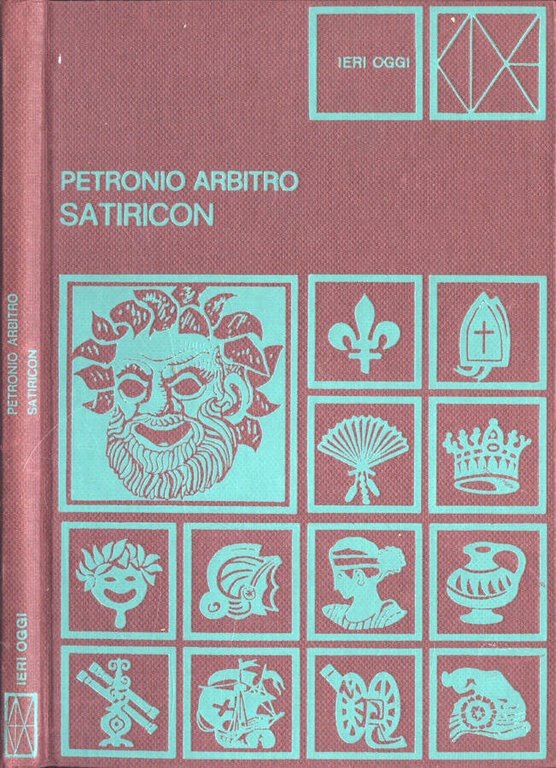 IERI OGGI
PETRONIO ARBITRO
SATIRICON
PETRONIO ARBITRO
SATIRICON
IERI OGGI